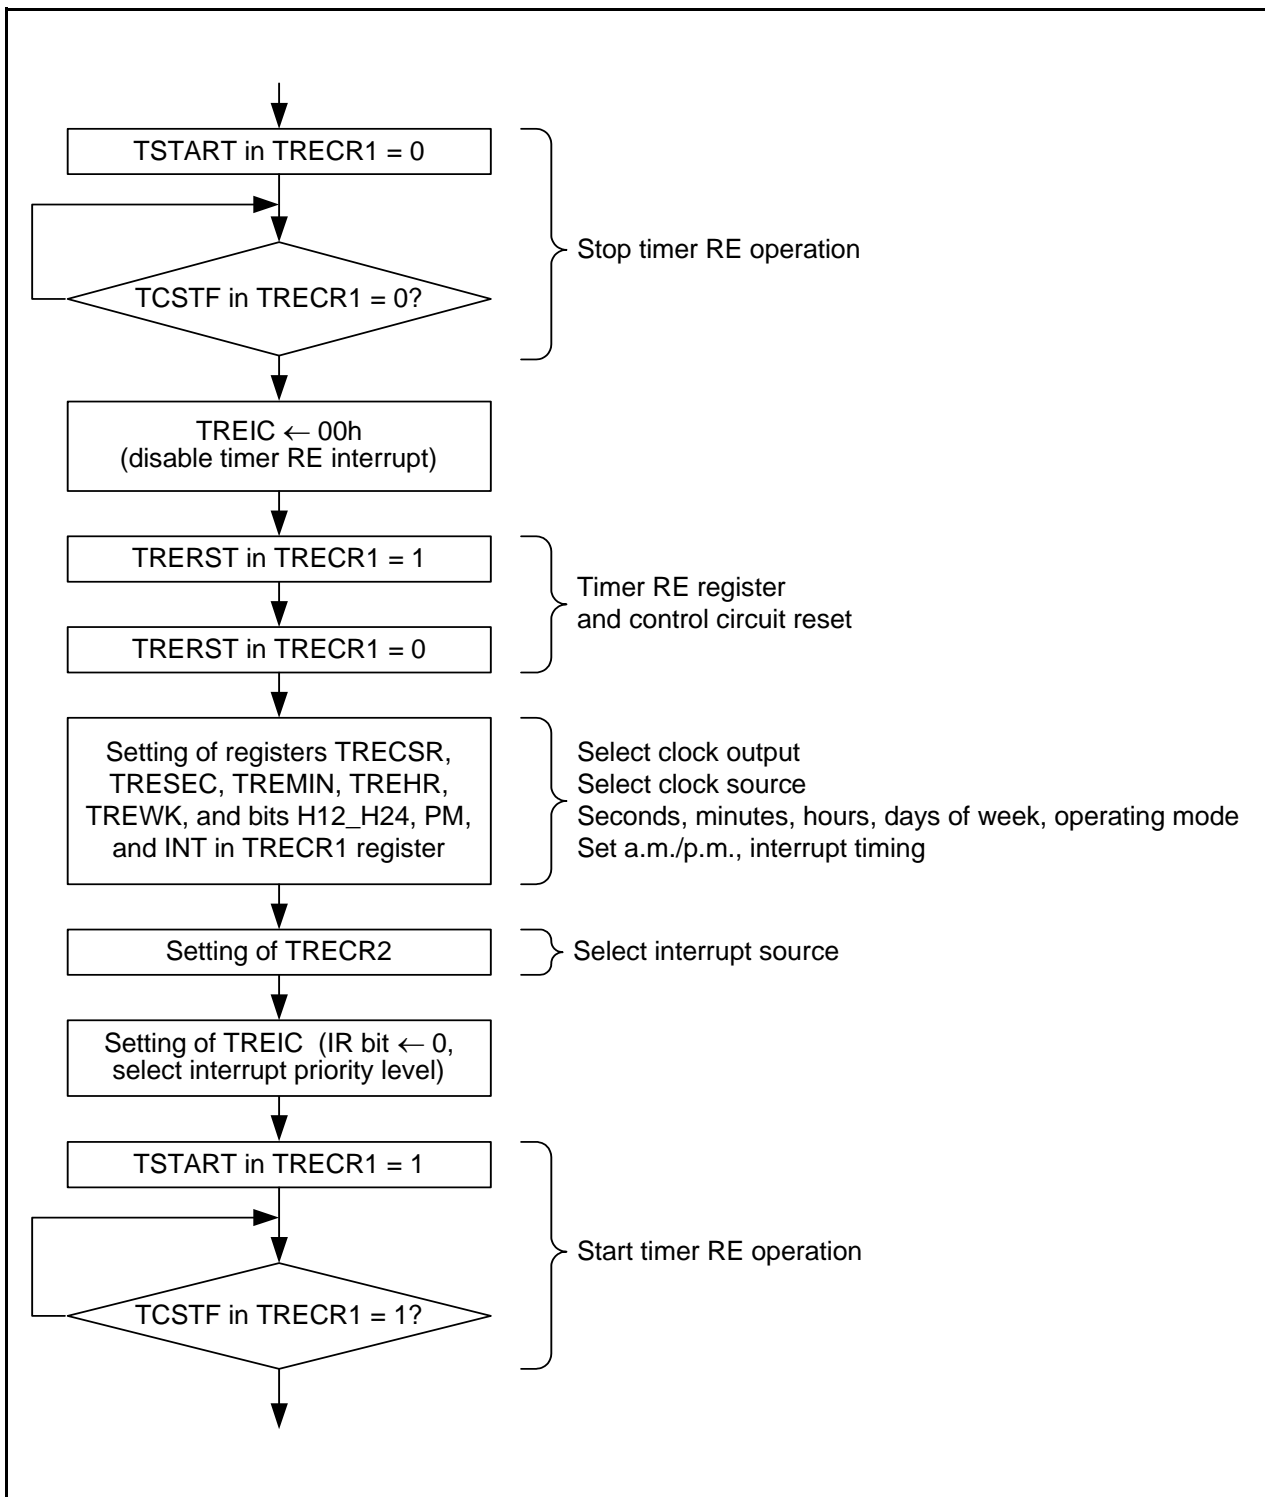 TSTART in TRECR1 = 0
TCSTF in TRECR1 = 0?
Stop timer RE operation
TREIC ← 00h
(disable timer RE interrupt)
TRERST in TRECR1 = 1
TRERST in TRECR1 = 0
Timer RE register
and control circuit reset
Setting of registers TRECSR,
TRESEC, TREMIN, TREHR,
TREWK, and bits H12_H24, PM,
and INT in TRECR1 register
Select clock output
Select clock source
Seconds, minutes, hours, days of week, operating mode
Set a.m./p.m., interrupt timing
Setting of TRECR2
Select interrupt source
Setting of TREIC (IR bit ← 0,
select interrupt priority level)
TSTART in TRECR1 = 1
TCSTF in TRECR1 = 1?
Start timer RE operation